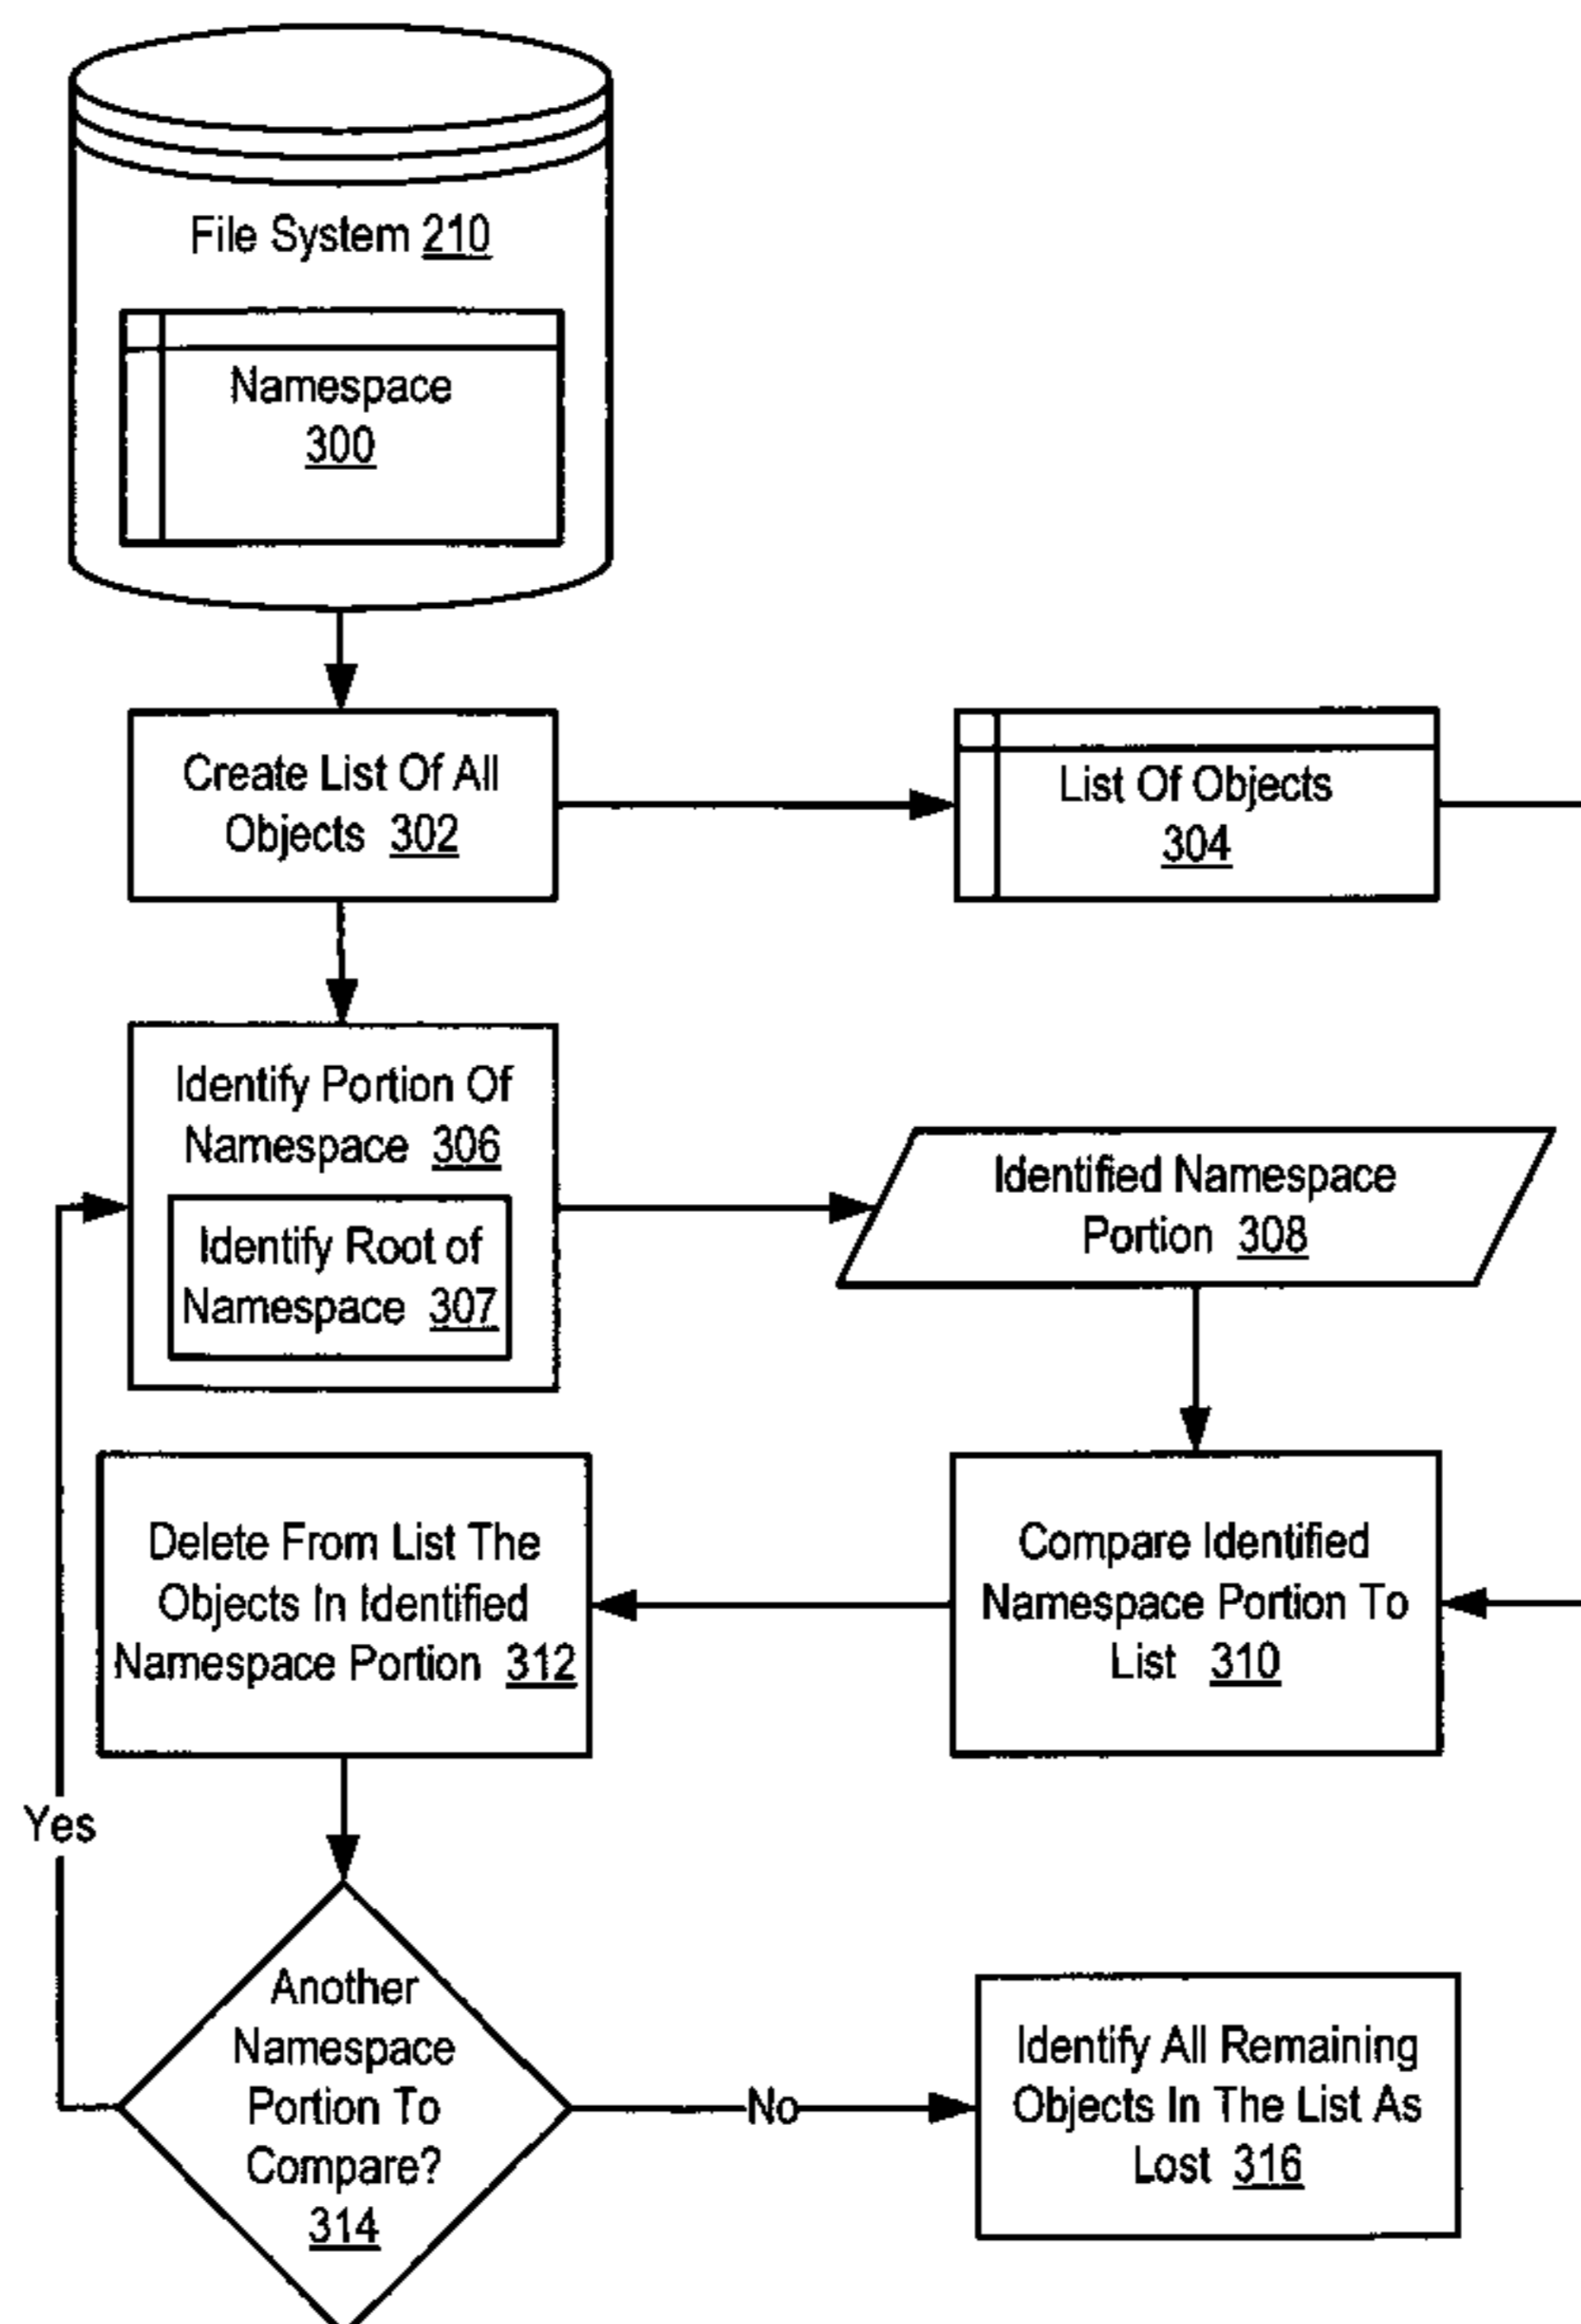 File System 210
Namespace
300
Create List Of All
Objects 302
List Of Objects
304
Identify Portion Of
Namespace 306
Identify Root of
Namespace 307
Identified Namespace
Portion 308
Delete From List The
Objects In Identified
Namespace Portion 312
Compare Identified
Namespace Portion To
List 310
Yes
Another
Namespace
Portion To
Compare?
314
No
Identify All Remaining
Objects In The List As
Lost 316